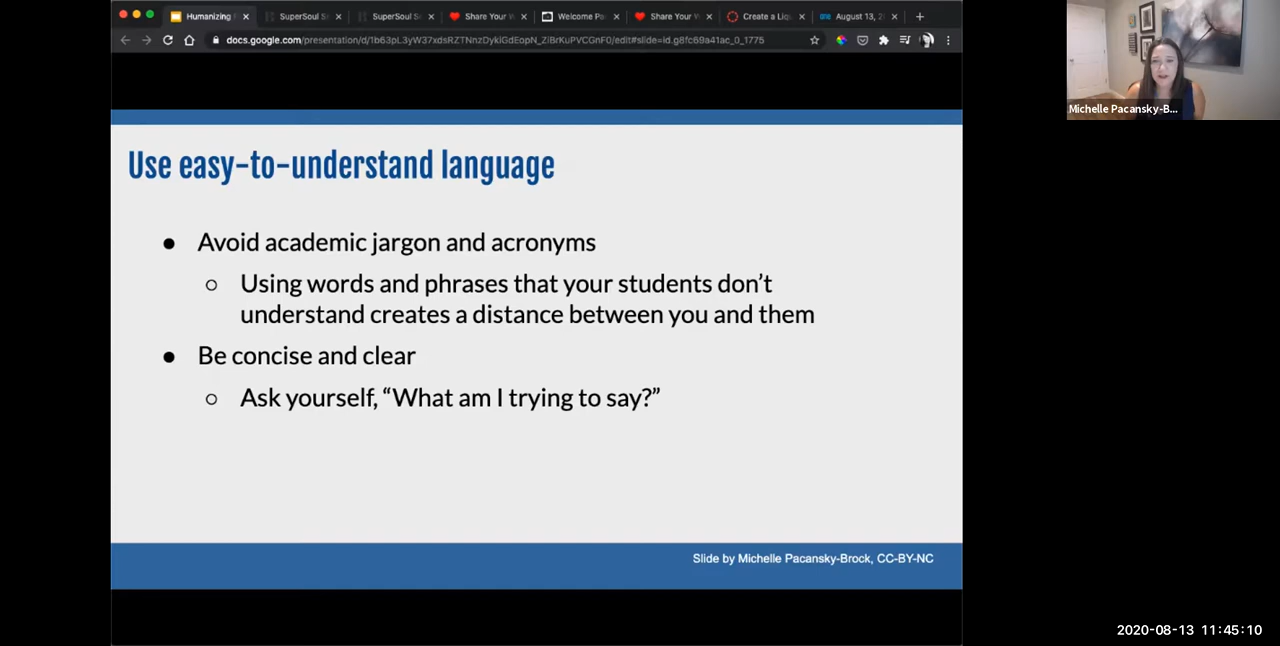 Humanizing
SuperSoul S
SuperSoul S
Share Your
Welcome Pa
Share Your
Create a Liq
August 13, 2
docs.google.com/presentation/d/1b63pL3yW37xdsRZTNnzDykiGdEopN_ZiBrKuPVCGnF0/edit#slide=id.g8fc69a41ac_0_1775
Michelle Pacansky-B...
Use easy-to-understand language
● Avoid academic jargon and acronyms
○ Using words and phrases that your students don’t
understand creates a distance between you and them
● Be concise and clear
○ Ask yourself, “What am I trying to say?”
Slide by Michelle Pacansky-Brock, CC-BY-NC
2020-08-13 11:45:10